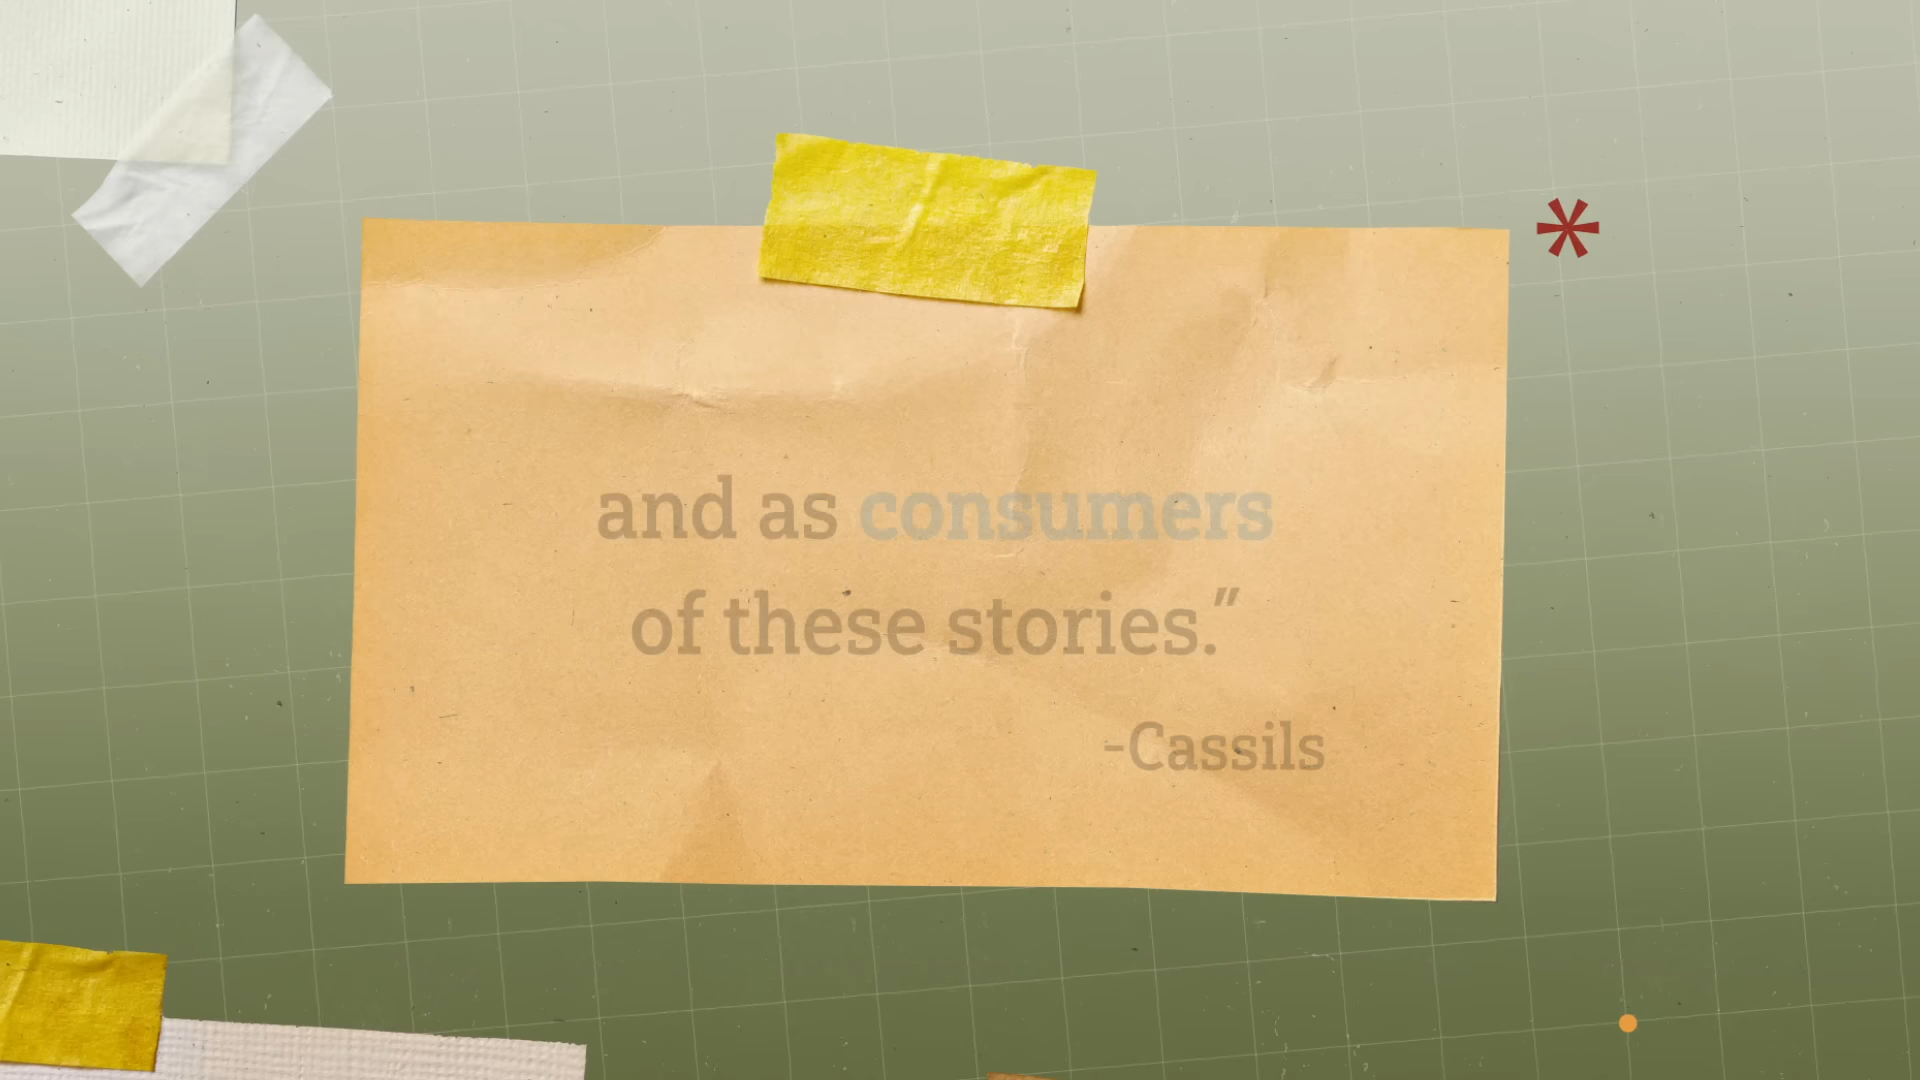 and as consumers
of these stories.”
-Cassils